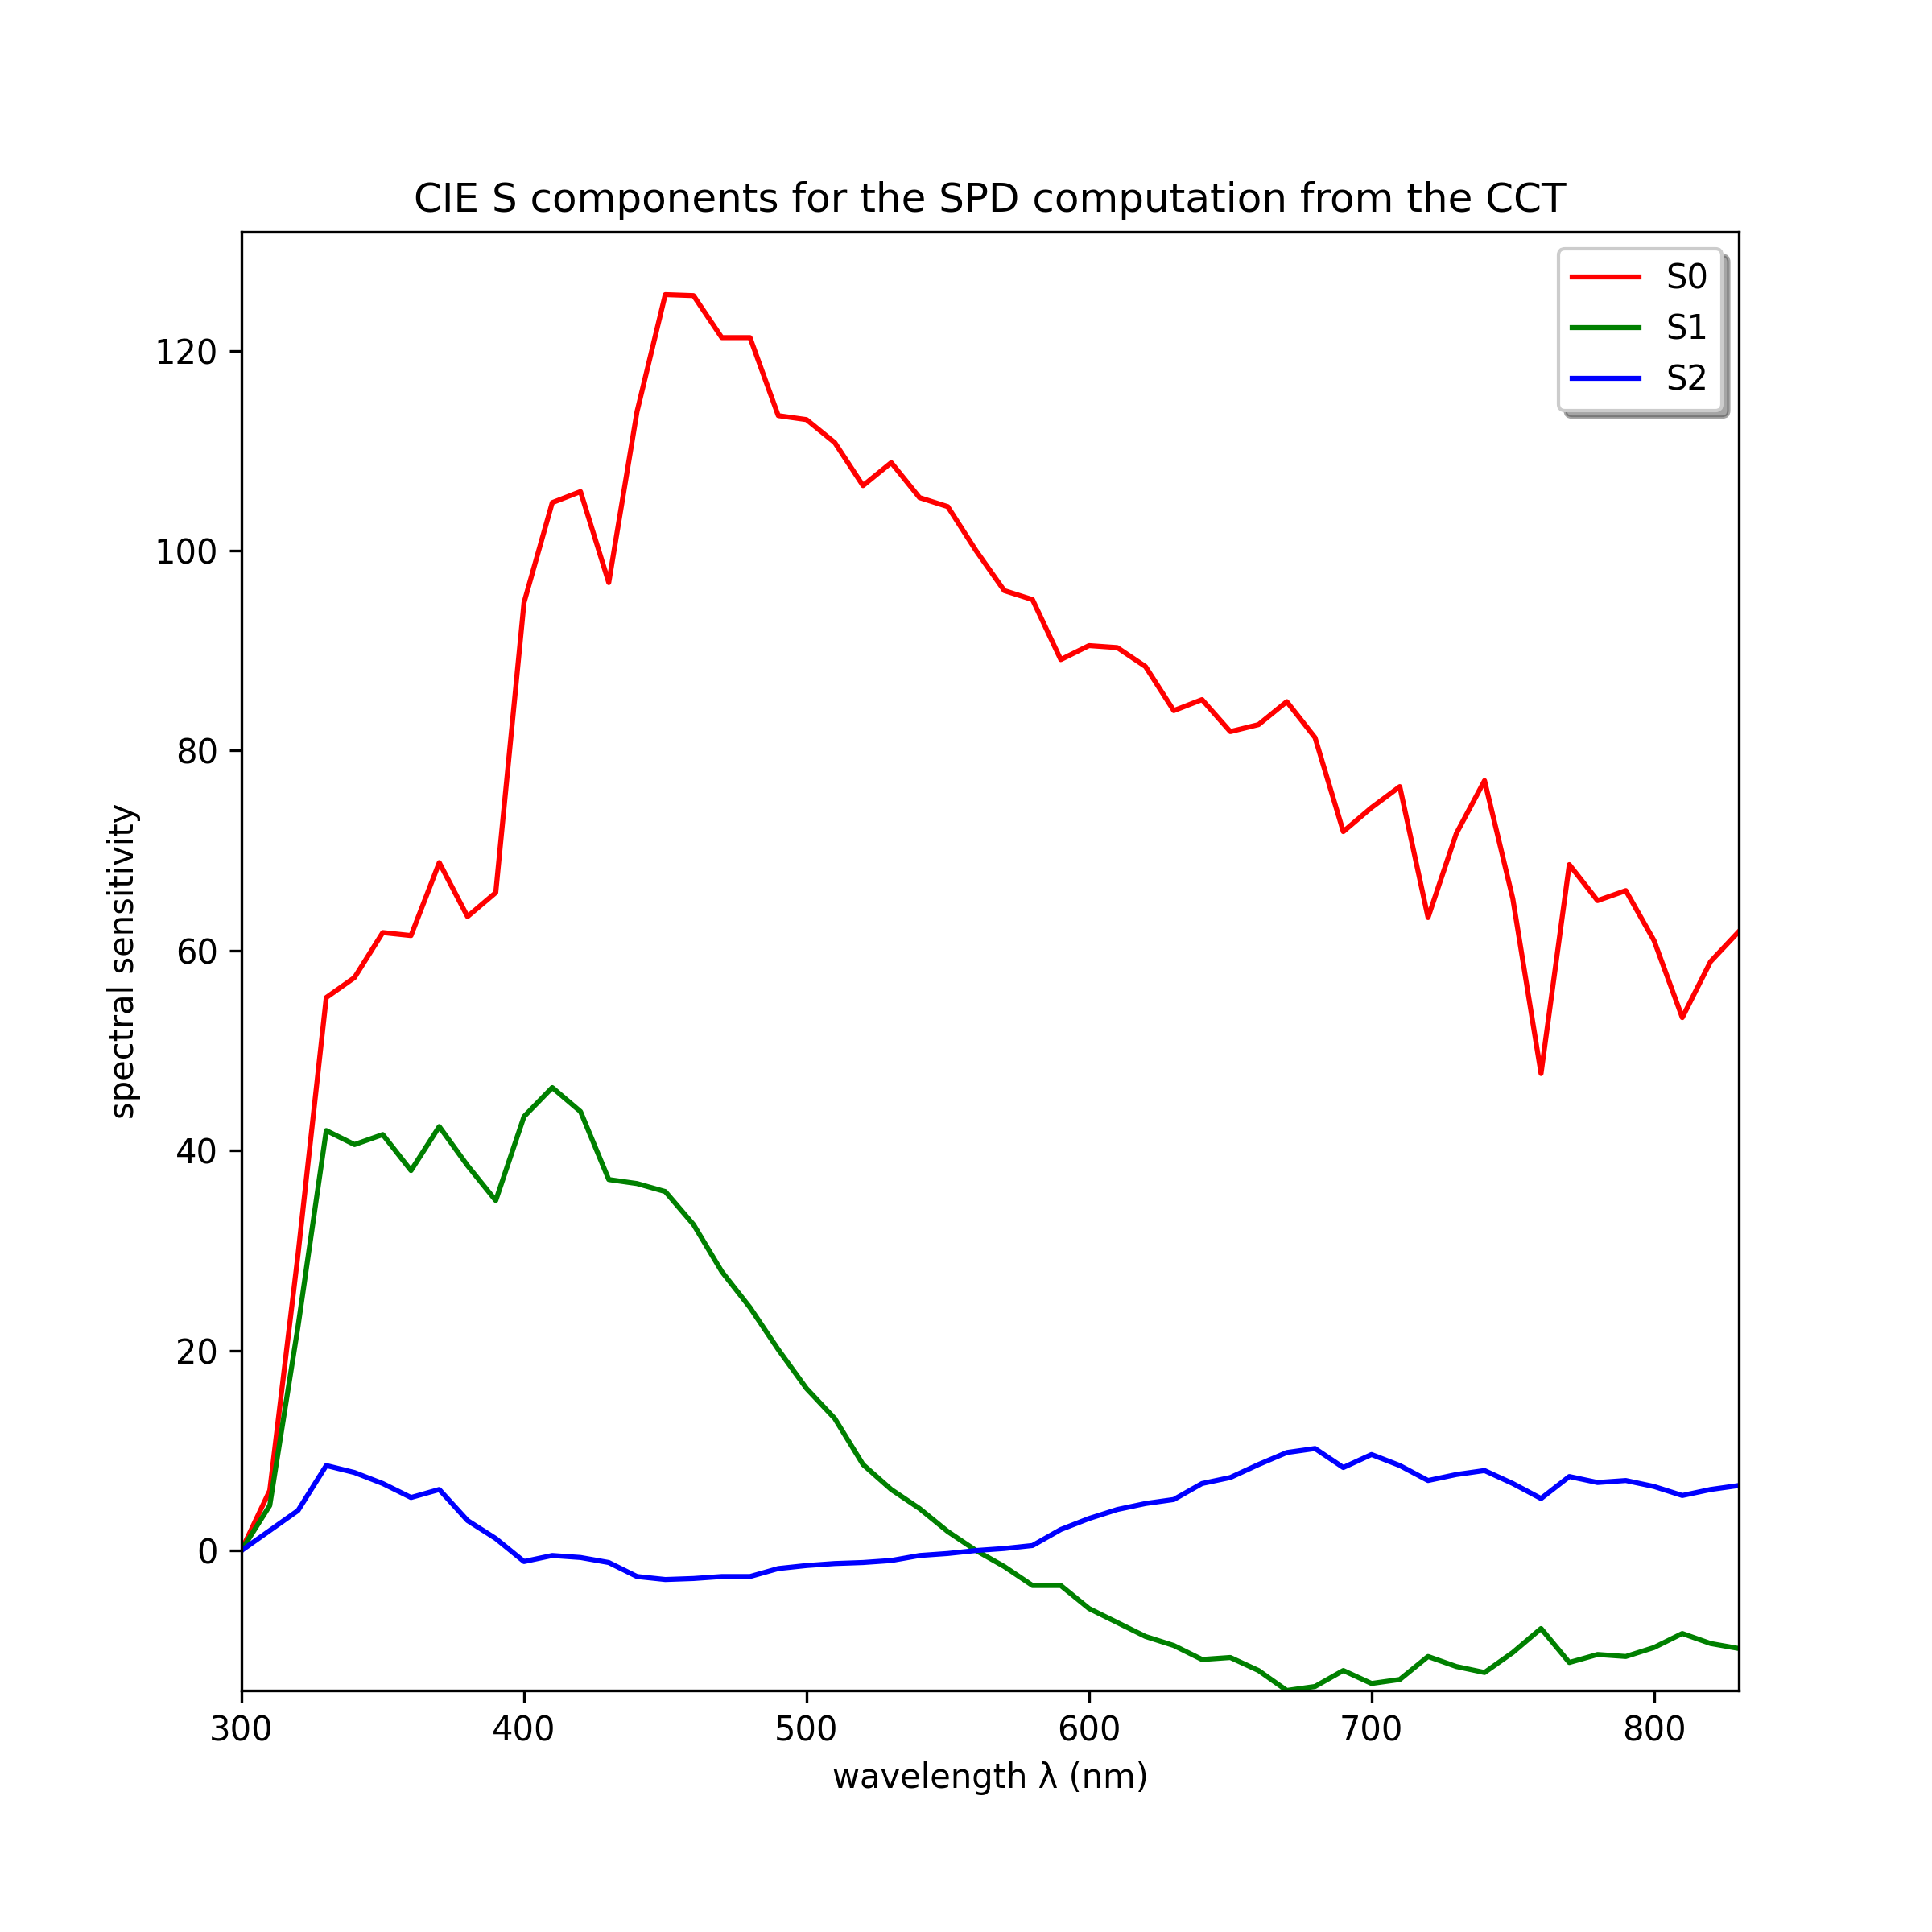 CIE S components for the SPD computation from the CCT
S0
S1
S2
120
100
80
60
40
20
0
spectral sensitivity
300 400 500 600 700 800
wavelength λ (nm)